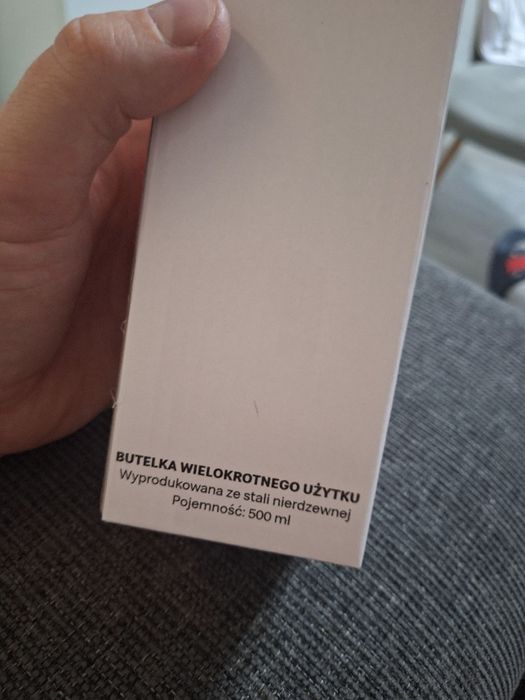 BUTELKA WIELOKROTNEGO UŻYTKU
Wyprodukowana ze stali nierdzewnej
Pojemność: 500 ml